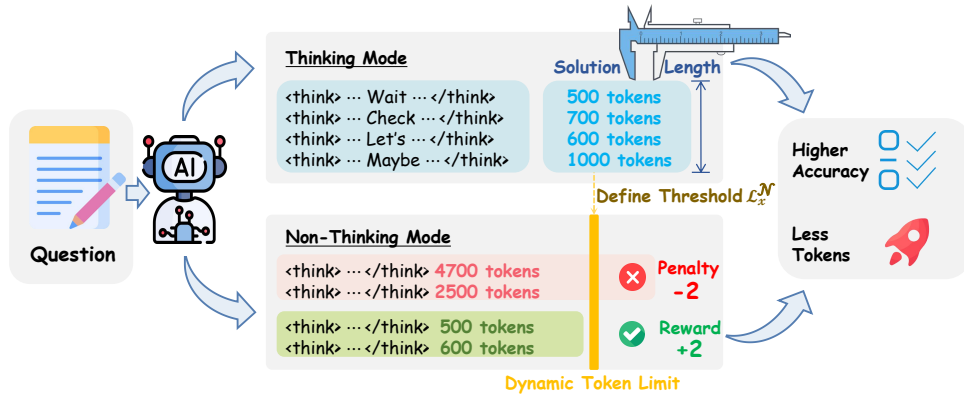 Question
AI
Thinking Mode
Solution Length
<think> ··· Wait ··· </think> 500 tokens
<think> ··· Check ··· </think> 700 tokens
<think> ··· Let's ··· </think> 600 tokens
<think> ··· Maybe ··· </think> 1000 tokens
Define Threshold 𝓛ₓᴺ
Non-Thinking Mode
<think> ··· </think> 4700 tokens
<think> ··· </think> 2500 tokens
Penalty
-2
<think> ··· </think> 500 tokens
<think> ··· </think> 600 tokens
Reward
+2
Dynamic Token Limit
Higher
Accuracy
Less
Tokens